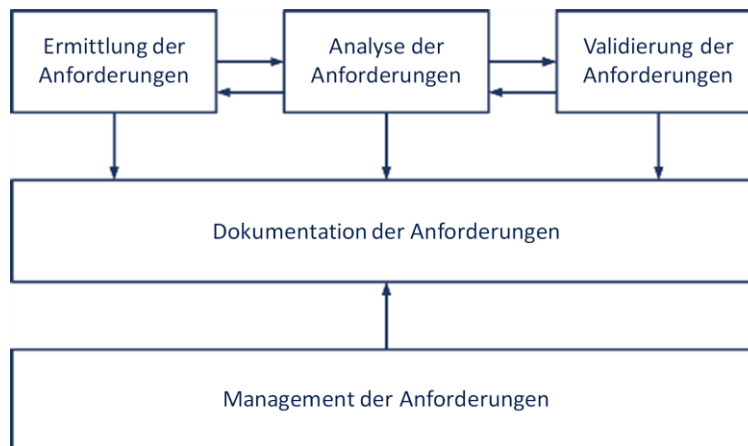 Ermittlung der
Anforderungen
Analyse der
Anforderungen
Validierung der
Anforderungen
Dokumentation der Anforderungen
Management der Anforderungen